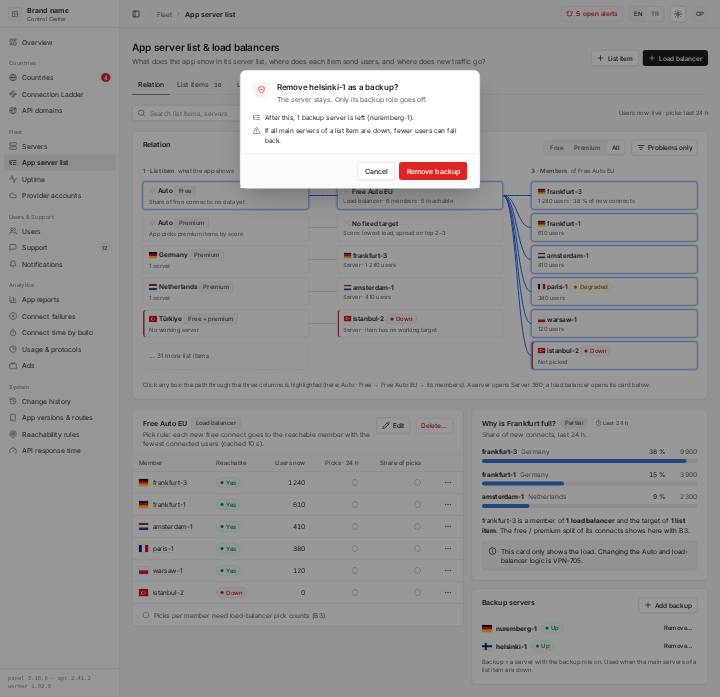 Brand name
Control Center
Fleet › App server list
5 open alerts
EN TR
OP
Overview
Countries
Countries 4
Connection Ladder
API domains
Fleet
Servers
App server list
Uptime
Provider accounts
Users & Support
Users
Support 12
Notifications
Analytics
App reports
Connect failures
Connect time by build
Usage & protocols
Ads
System
Change history
App versions & routes
Reachability rules
API response time
App server list & load balancers
What does the app show in its server list, where does each item send users, and where does new traffic go?
+ List item
+ Load balancer
Relation List items 36
Search list items, servers
Users now: live · picks: last 24 h
Remove helsinki-1 as a backup?
The server stays. Only its backup role goes off.
After this, 1 backup server is left (nuremberg-1).
If all main servers of a list item are down, fewer users can fall
back.
Cancel
Remove backup
Relation
Free Premium All
Problems only
1 · List item what the app shows
3 · Members of Free Auto EU
Auto Free
Share of free connects: no data yet
Free Auto EU
Load balancer · 6 members · 5 reachable
frankfurt-3
1 240 users · 38 % of new connects
Auto Premium
App picks premium items by score
No fixed target
Score: lowest load, spread on top 2–3
frankfurt-1
610 users
Germany Premium
1 server
frankfurt-3
Server · 1 240 users
amsterdam-1
410 users
Netherlands Premium
1 server
amsterdam-1
Server · 410 users
paris-1 Degraded
380 users
Türkiye Free + premium
No working server
istanbul-2 Down
Server · item has no working target
warsaw-1
120 users
... 31 more list items
istanbul-2 Down
Not picked
Click any box: the path through the three columns is highlighted (here: Auto · Free → Free Auto EU → its members). A server opens Server 360; a load balancer opens its card below.
Free Auto EU Load balancer
Pick rule: each new free connect goes to the reachable member with the
fewest connected users (cached 10 s).
Edit
Delete...
Member Reachable Users now Picks · 24 h Share of picks
frankfurt-3 Yes 1 240
frankfurt-1 Yes 610
amsterdam-1 Yes 410
paris-1 Yes 380
warsaw-1 Yes 120
istanbul-2 Down 0
Picks per member need load-balancer pick counts (B3).
Why is Frankfurt full? Partial Last 24 h
Share of new connects, last 24 h.
frankfurt-3 Germany 38 % 9 900
frankfurt-1 Germany 15 % 3 900
amsterdam-1 Netherlands 9 % 2 300
frankfurt-3 is a member of 1 load balancer and the target of 1 list
item. The free / premium split of its connects shows here with B3.
This card only shows the load. Changing the Auto and load-
balancer logic is VPN-705.
Backup servers
+ Add backup
nuremberg-1 Up Remove...
helsinki-1 Up Remove...
Backup = a server with the backup role on. Used when the main servers of a
list item are down.
panel 3.18.0 · api 2.41.2
worker 1.92.0